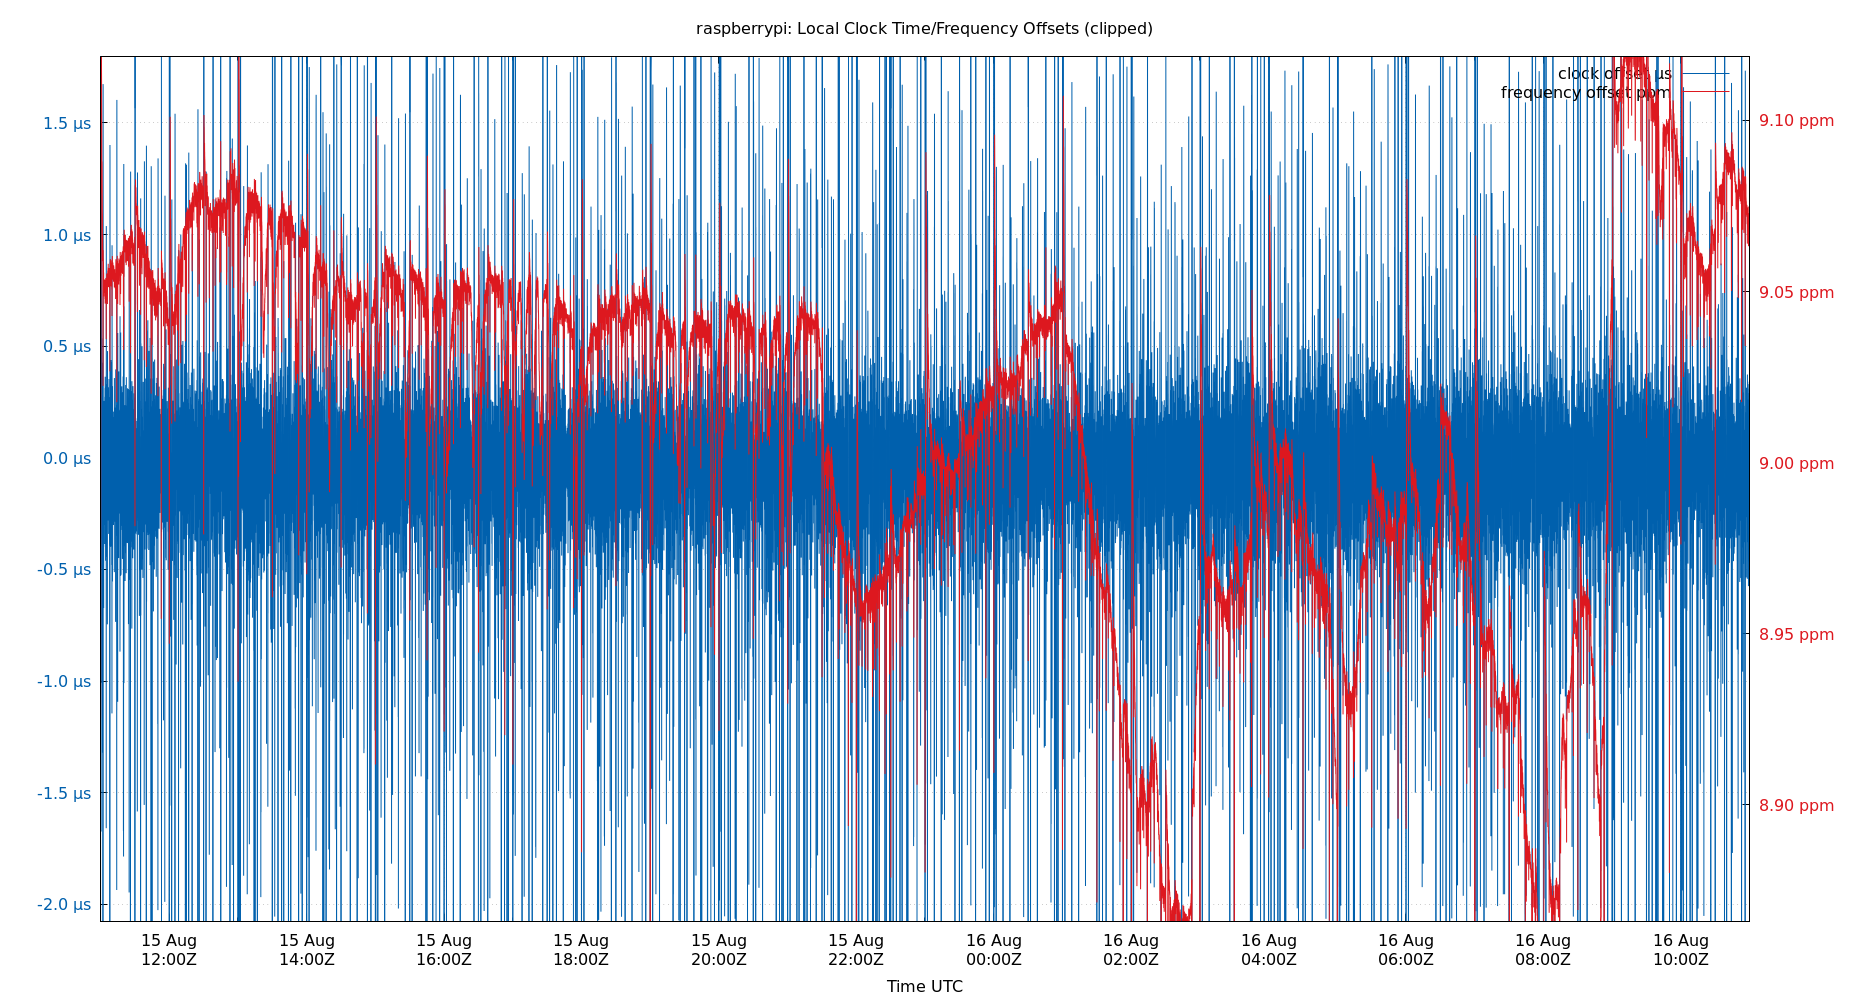 raspberrypi: Local Clock Time/Frequency Offsets (clipped)
clock offset µs
frequency offset ppm
1.5 µs
1.0 µs
0.5 µs
0.0 µs
-0.5 µs
-1.0 µs
-1.5 µs
-2.0 µs
9.10 ppm
9.05 ppm
9.00 ppm
8.95 ppm
8.90 ppm
15 Aug 15 Aug 15 Aug 15 Aug 15 Aug 15 Aug 16 Aug 16 Aug 16 Aug 16 Aug 16 Aug 16 Aug
12:00Z 14:00Z 16:00Z 18:00Z 20:00Z 22:00Z 00:00Z 02:00Z 04:00Z 06:00Z 08:00Z 10:00Z
Time UTC